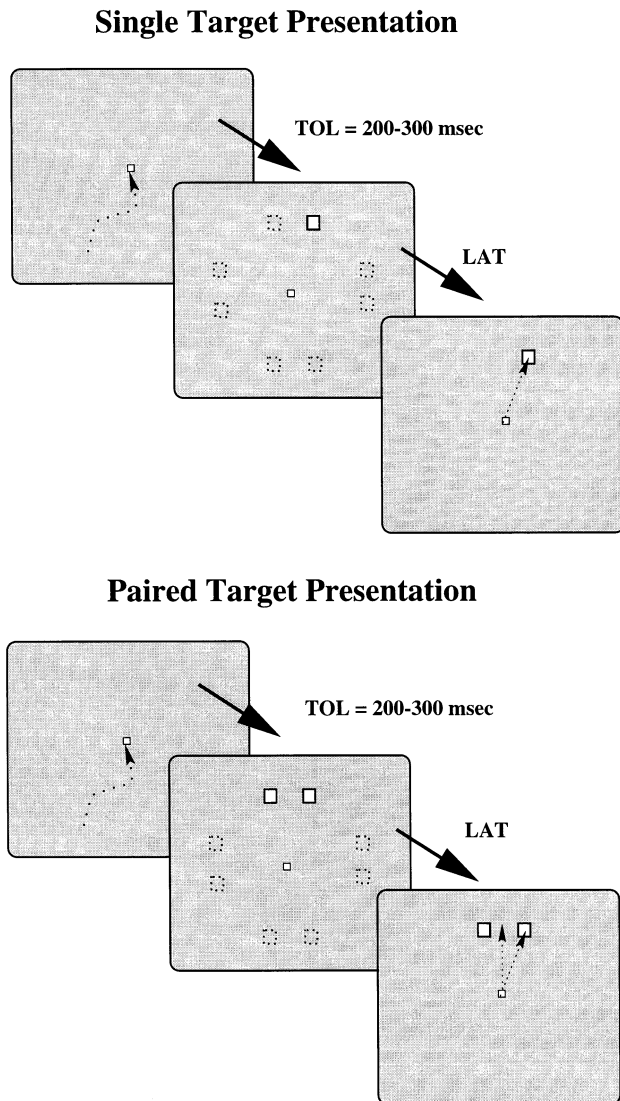 Single Target Presentation
TOL = 200-300 msec
LAT
Paired Target Presentation
TOL = 200-300 msec
LAT